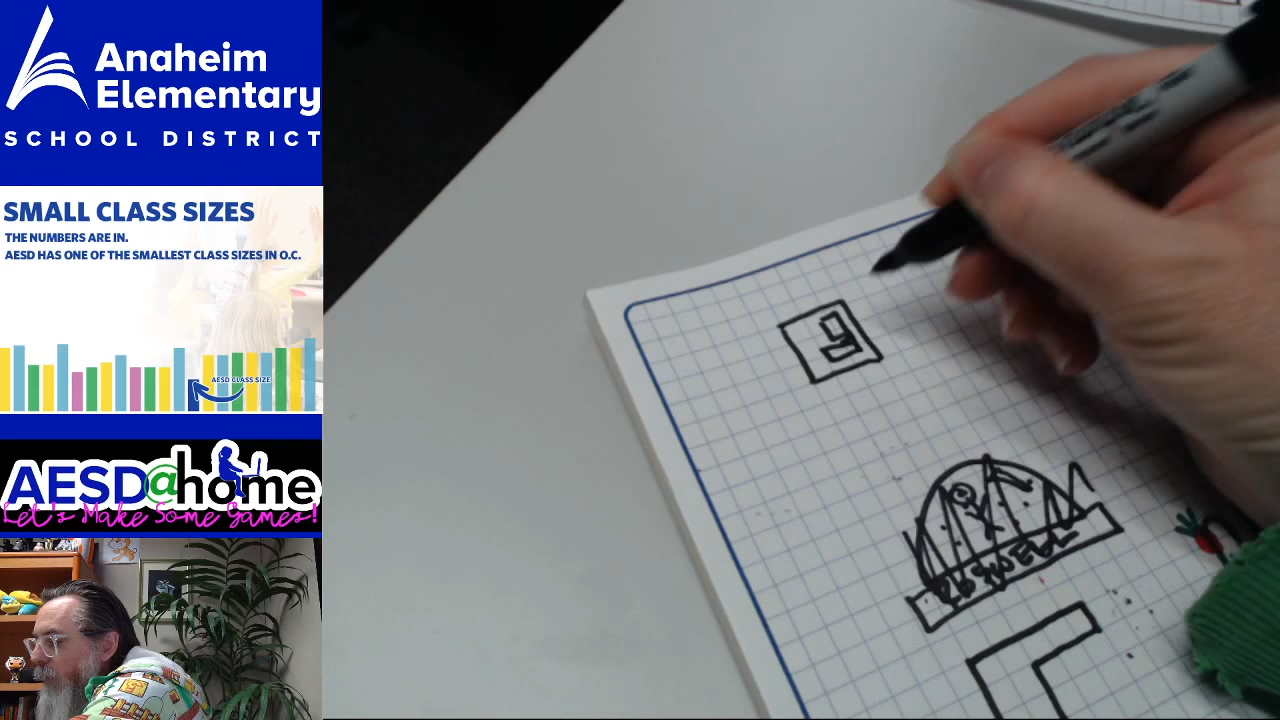 Anaheim
Elementary
SCHOOL DISTRICT
SMALL CLASS SIZES
THE NUMBERS ARE IN.
AESD HAS ONE OF THE SMALLEST CLASS SIZES IN O.C.
AESD CLASS SIZE
AESD@home
Let's Make Some Games!